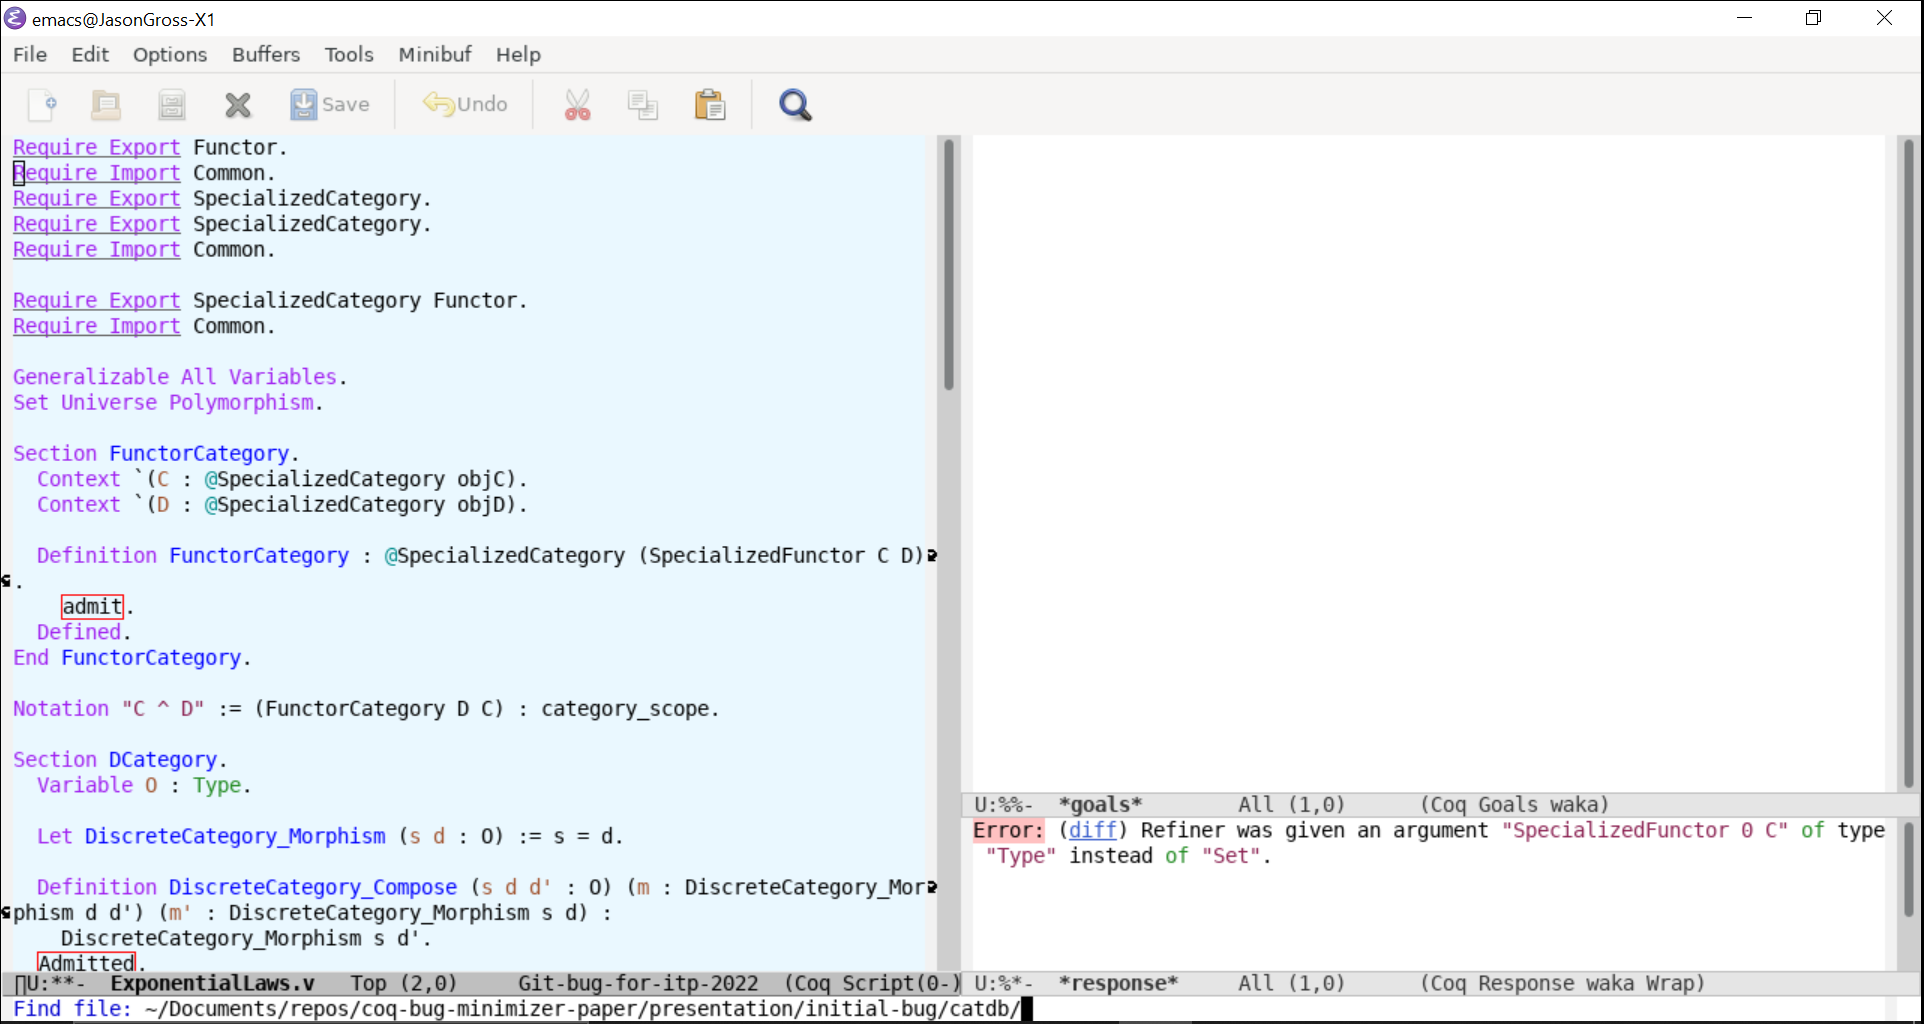 emacs@JasonGross-X1
File Edit Options Buffers Tools Minibuf Help
Save Undo
Require Export Functor.
Require Import Common.
Require Export SpecializedCategory.
Require Export SpecializedCategory.
Require Import Common.
Require Export SpecializedCategory Functor.
Require Import Common.
Generalizable All Variables.
Set Universe Polymorphism.
Section FunctorCategory.
Context `(C : @SpecializedCategory objC).
Context `(D : @SpecializedCategory objD).
Definition FunctorCategory : @SpecializedCategory (SpecializedFunctor C D)
.
admit.
Defined.
End FunctorCategory.
Notation "C ^ D" := (FunctorCategory D C) : category_scope.
Section DCategory.
Variable O : Type.
Let DiscreteCategory_Morphism (s d : O) := s = d.
Definition DiscreteCategory_Compose (s d d' : O) (m : DiscreteCategory_Mor
phism d d') (m' : DiscreteCategory_Morphism s d) :
DiscreteCategory_Morphism s d'.
Admitted.
U:**- ExponentialLaws.v Top (2,0) Git-bug-for-itp-2022 (Coq Script(0-)
U:%%- *goals* All (1,0) (Coq Goals waka)
Error: (diff) Refiner was given an argument "SpecializedFunctor 0 C" of type
"Type" instead of "Set".
U:%*- *response* All (1,0) (Coq Response waka Wrap)
Find file: ~/Documents/repos/coq-bug-minimizer-paper/presentation/initial-bug/catdb/